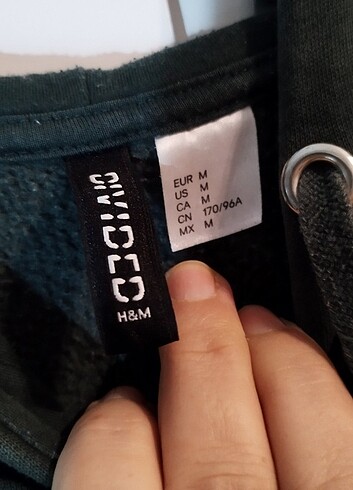 DIVIDED
H&M
EUR M
US M
CA M
CN 170/96A
MX M